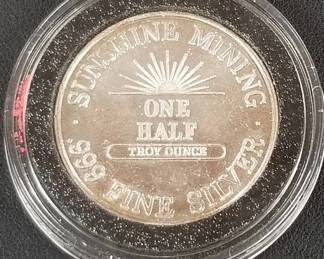 SUNSHINE MINING
ONE
HALF
TROY OUNCE
999 FINE SILVER